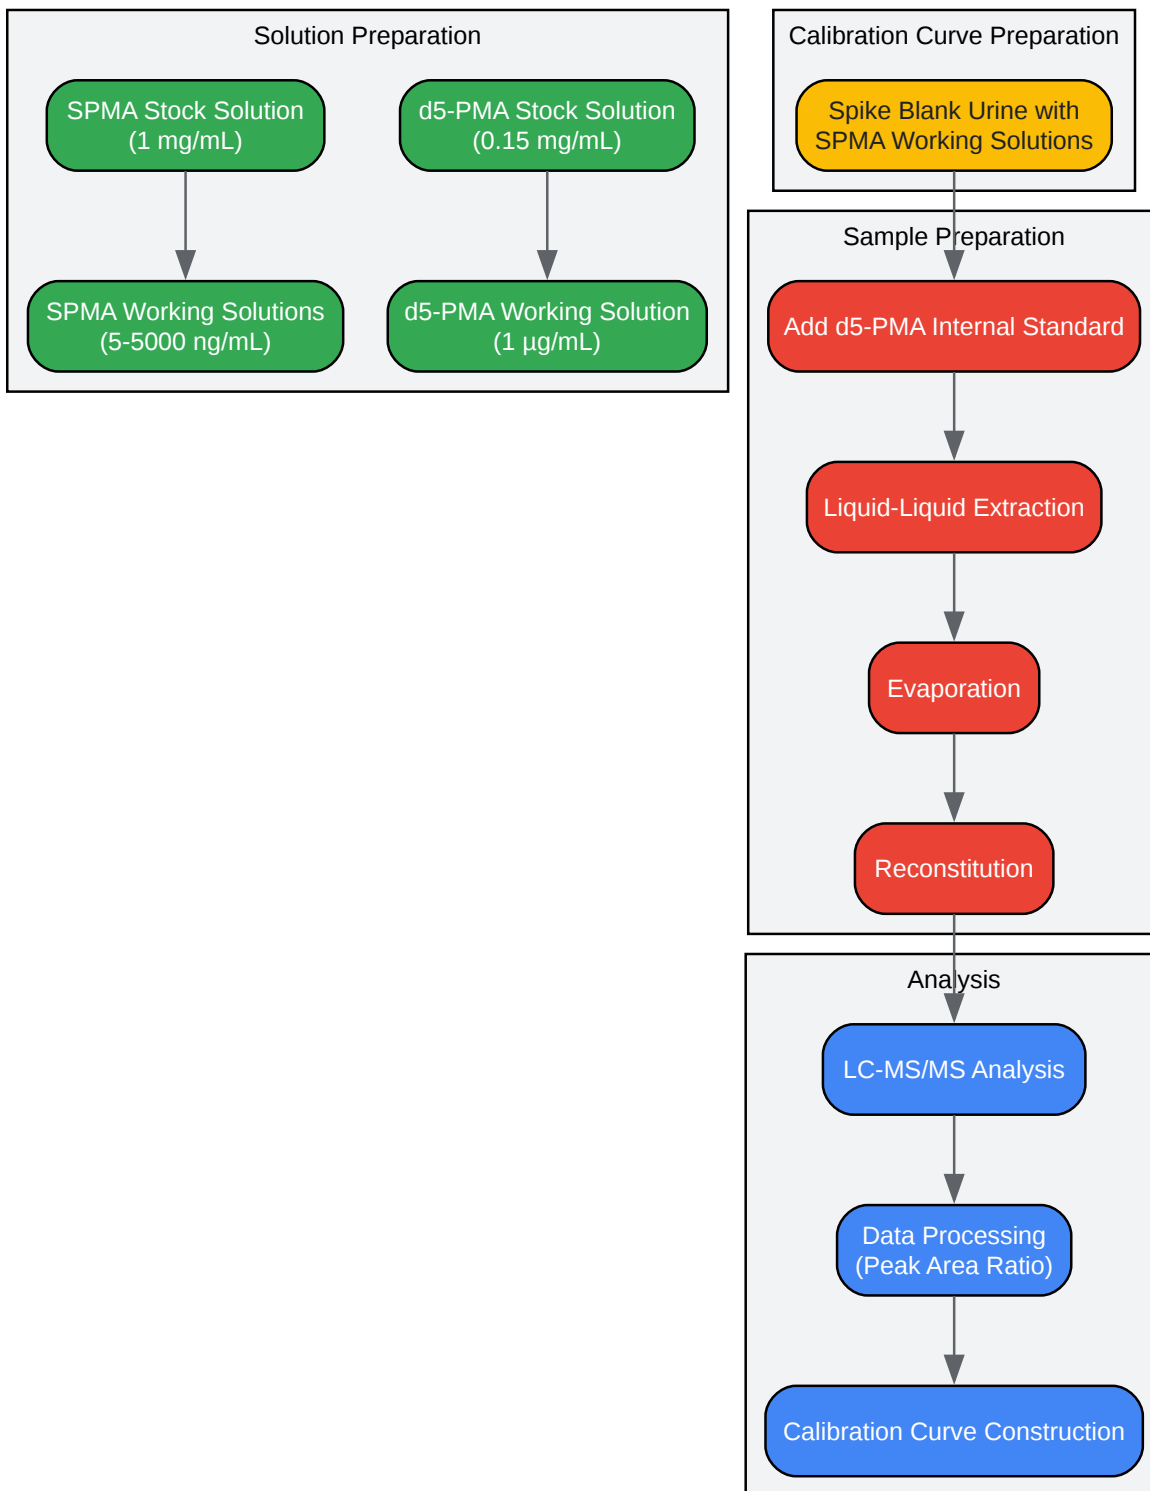 Solution Preparation
SPMA Stock Solution
(1 mg/mL)
d5-PMA Stock Solution
(0.15 mg/mL)
SPMA Working Solutions
(5-5000 ng/mL)
d5-PMA Working Solution
(1 µg/mL)
Calibration Curve Preparation
Spike Blank Urine with
SPMA Working Solutions
Sample Preparation
Add d5-PMA Internal Standard
Liquid-Liquid Extraction
Evaporation
Reconstitution
Analysis
LC-MS/MS Analysis
Data Processing
(Peak Area Ratio)
Calibration Curve Construction